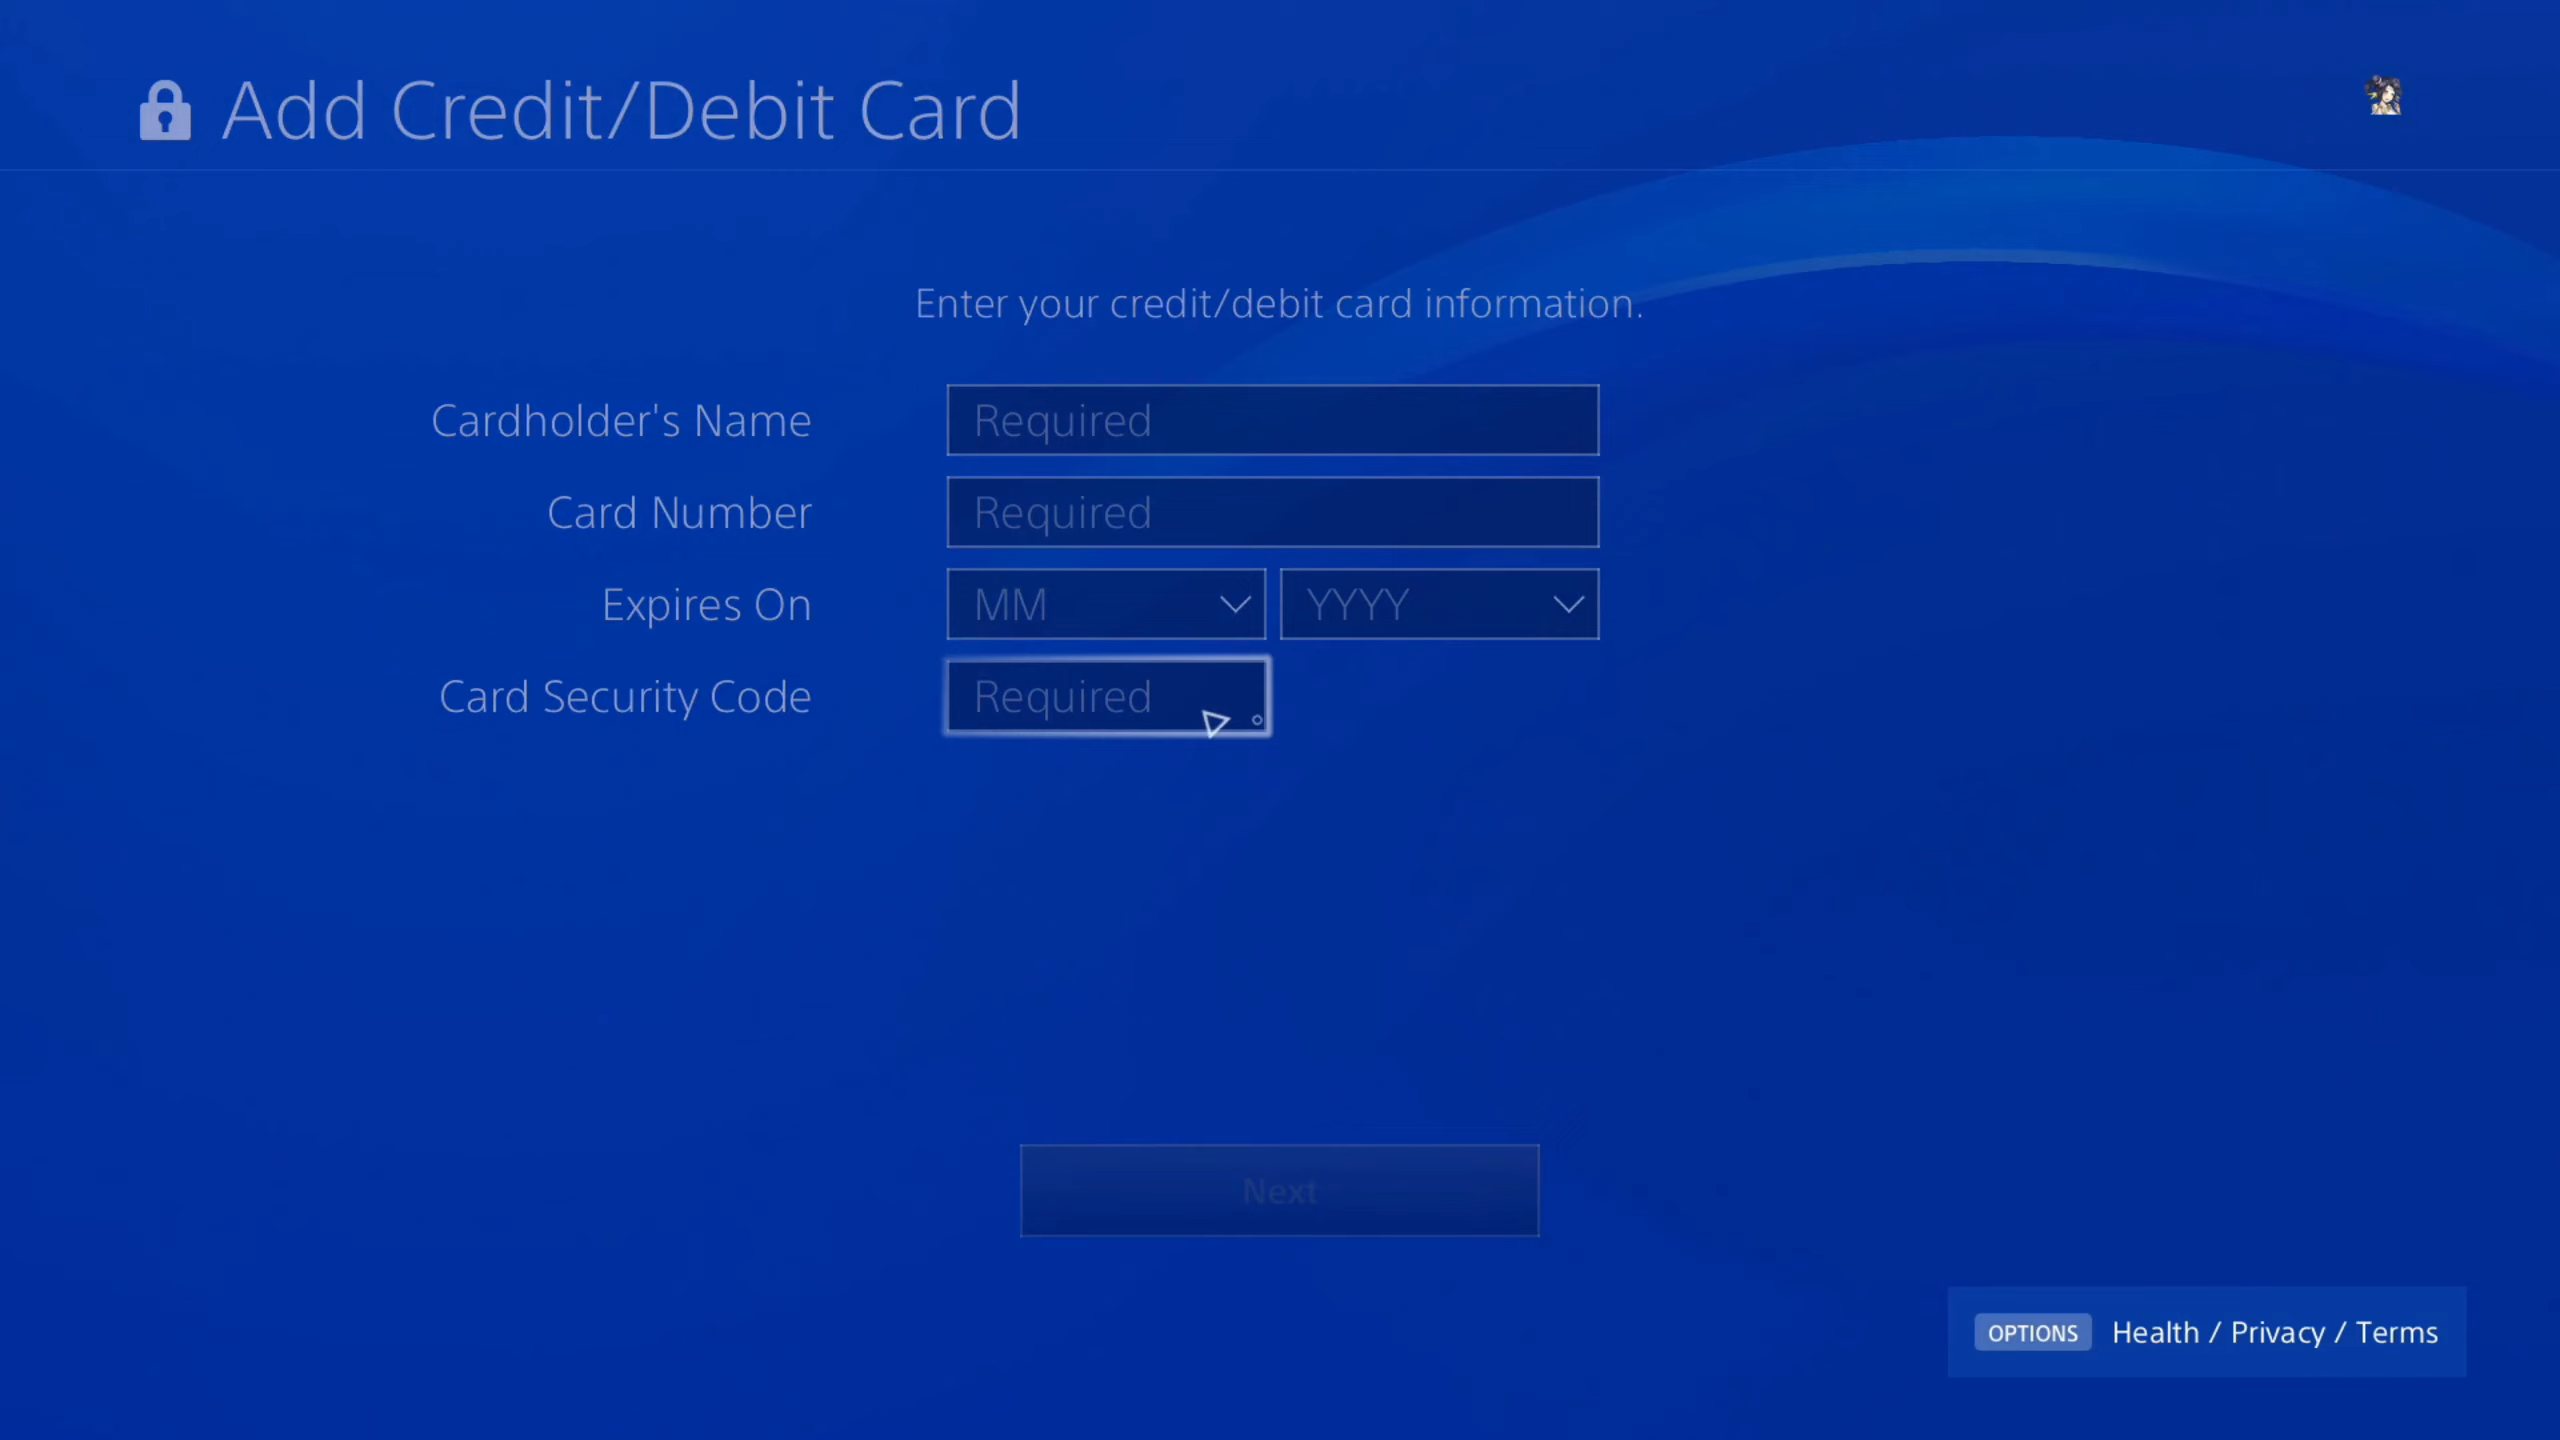 Add Credit/Debit Card
Enter your credit/debit card information.
Cardholder's Name Required
Card Number Required
Expires On MM YYYY
Card Security Code Required
Next
OPTIONS Health / Privacy / Terms